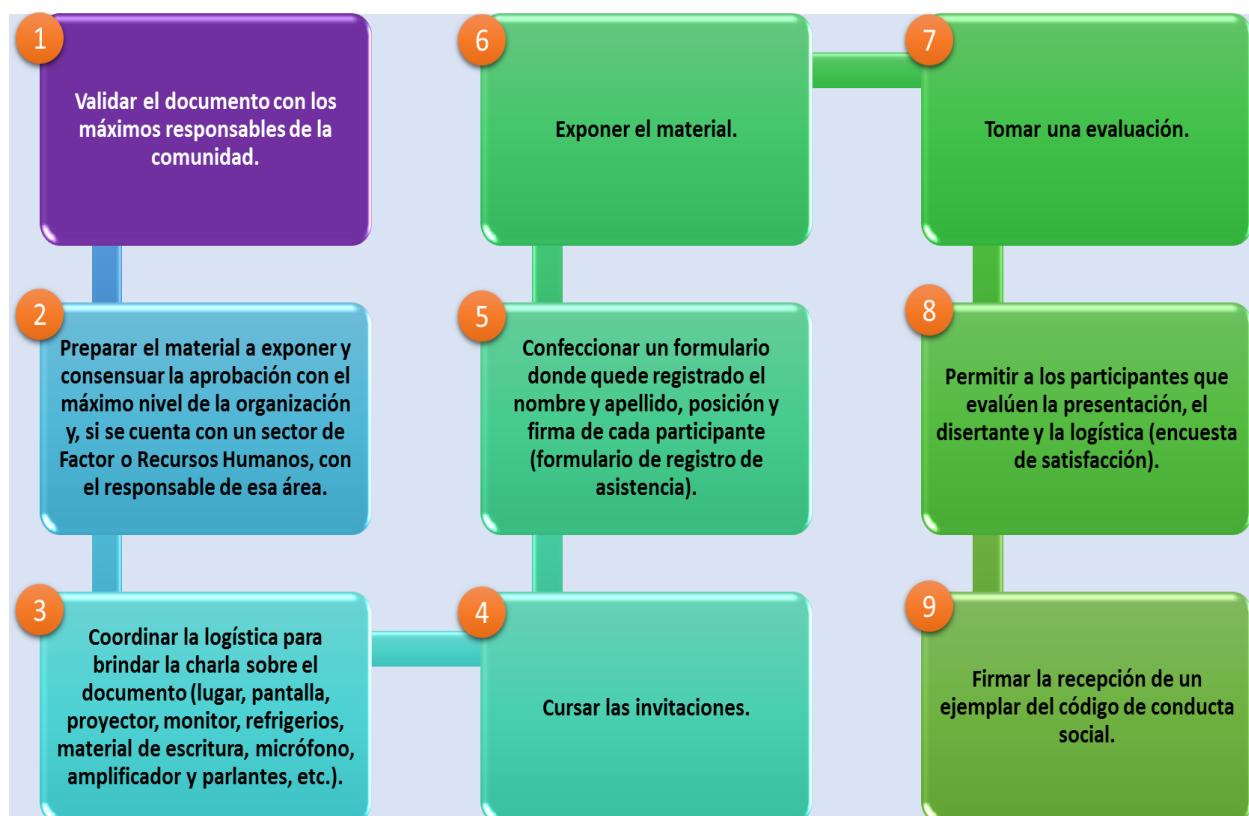 1
Validar el documento con los
máximos responsables de la
comunidad.
2
Preparar el material a exponer y
consensuar la aprobación con el
máximo nivel de la organización
y, si se cuenta con un sector de
Factor o Recursos Humanos, con
el responsable de esa área.
3
Coordinar la logística para
brindar la charla sobre el
documento (lugar, pantalla,
proyector, monitor, refrigerios,
material de escritura, micrófono,
amplificador y parlantes, etc.).
4
Cursar las invitaciones.
5
Confeccionar un formulario
donde quede registrado el
nombre y apellido, posición y
firma de cada participante
(formulario de registro de
asistencia).
6
Exponer el material.
7
Tomar una evaluación.
8
Permitir a los participantes que
evalúen la presentación, el
disertante y la logística (encuesta
de satisfacción).
9
Firmar la recepción de un
ejemplar del código de conducta
social.